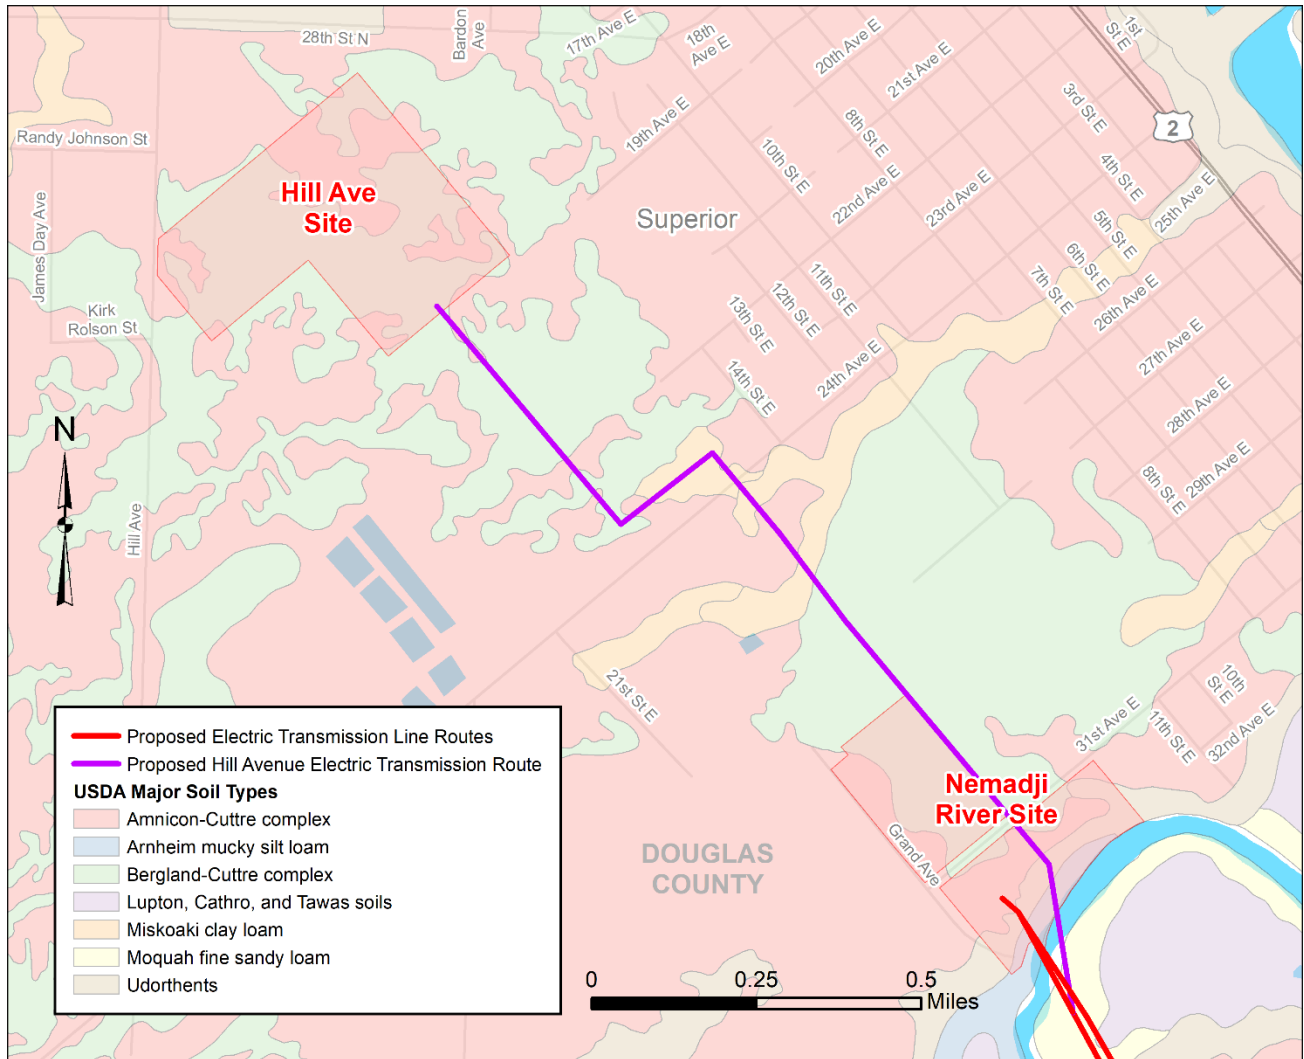 28th St N
Bardon
Ave
17th Ave E
18th
Ave E
20th Ave E
21st Ave E
1st
St E
3rd St E
2
Randy Johnson St
19th Ave E
8th St E
10th St E
4th St E
Hill Ave
Site
James Day Ave
Superior
22nd Ave E
23rd Ave E
25th Ave E
5th St E
6th St E
7th St E
Kirk
Rolson St
11th St E
12th St E
13th St E
26th Ave E
27th Ave E
14th St E
24th Ave E
28th Ave E
N
8th St E
29th Ave E
Hill Ave
21st St E
10th
St E
31st Ave E
11th St E
32nd Ave E
Nemadji
River Site
Grand Ave
DOUGLAS
COUNTY
Proposed Electric Transmission Line Routes
Proposed Hill Avenue Electric Transmission Route
USDA Major Soil Types
Amnicon-Cuttre complex
Arnheim mucky silt loam
Bergland-Cuttre complex
Lupton, Cathro, and Tawas soils
Miskoaki clay loam
Moquah fine sandy loam
Udorthents
0 0.25 0.5
Miles